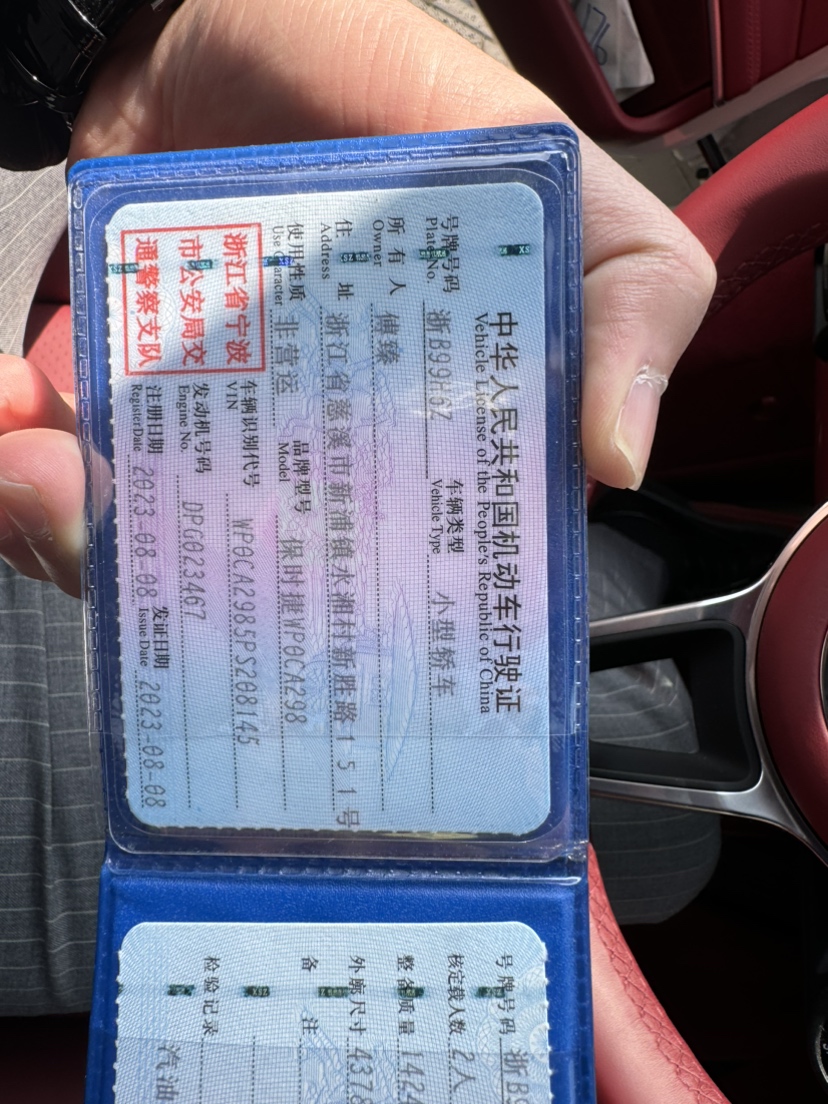 中华人民共和国机动车行驶证
Vehicle License of the People's Republic of China
号牌号码 浙B99H6Z 车辆类型 小型轿车
Plate No. Vehicle Type
所有人 傅臻
Owner
住址 浙江省慈溪市新浦镇水湘村新胜路151号
Address
使用性质 非营运 品牌型号 保时捷WP0CA298
Use Character Model
浙江省宁波
市公安局交
通警察支队
车辆识别代号 WP0CA2985PS208145
VIN
发动机号码 DPG023467
Engine No.
注册日期 2023-08-08 发证日期 2023-08-08
Register Date Issue Date
号牌号码 浙B9
核定载人数 2人
整备质量 1424
外廓尺寸 4378
备注
检验记录
汽油